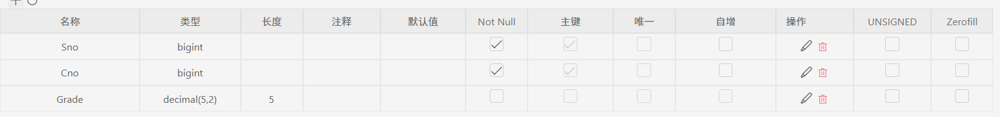 名称 类型 长度 注释 默认值 Not Null 主键 唯一 自增 操作 UNSIGNED Zerofill
Sno bigint
Cno bigint
Grade decimal(5,2) 5